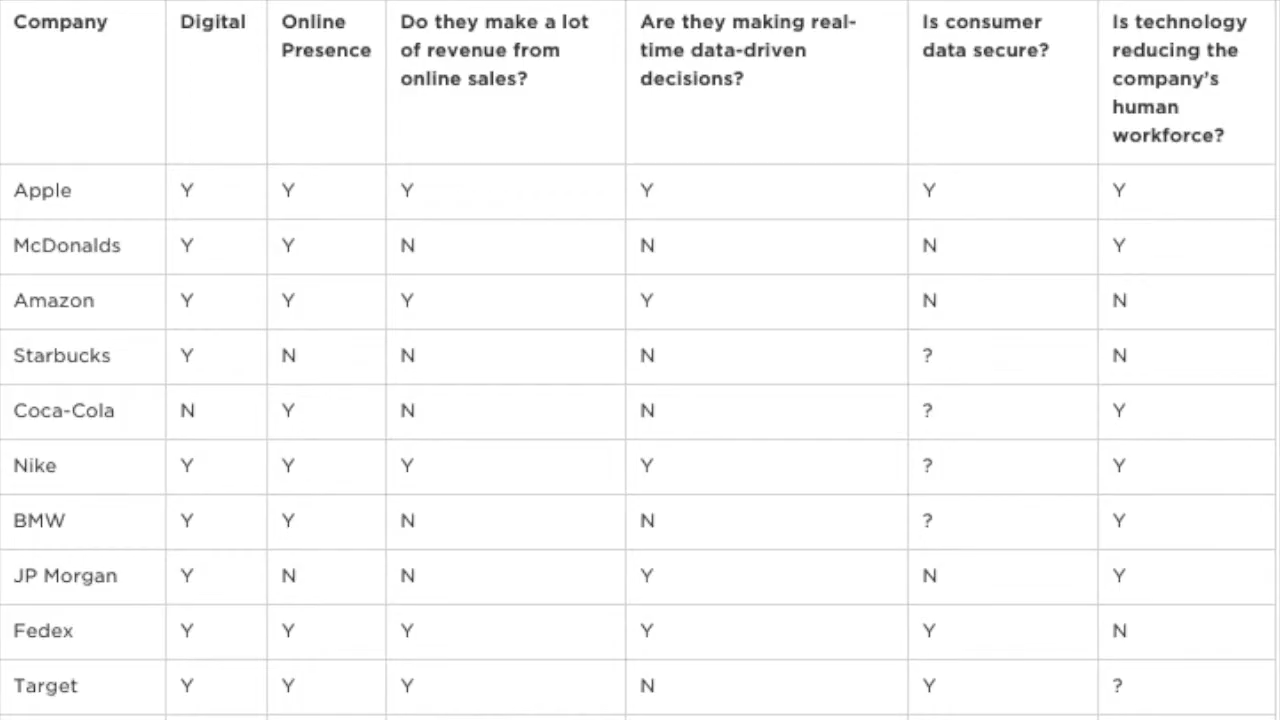 Company Digital Online Presence Do they make a lot of revenue from online sales? Are they making real-time data-driven decisions? Is consumer data secure? Is technology reducing the company's human workforce?
Apple Y Y Y Y Y Y
McDonalds Y Y N N N Y
Amazon Y Y Y Y N N
Starbucks Y N N N ? N
Coca-Cola N Y N N ? Y
Nike Y Y Y Y ? Y
BMW Y Y N N ? Y
JP Morgan Y N N Y N Y
Fedex Y Y Y Y Y N
Target Y Y Y N Y ?